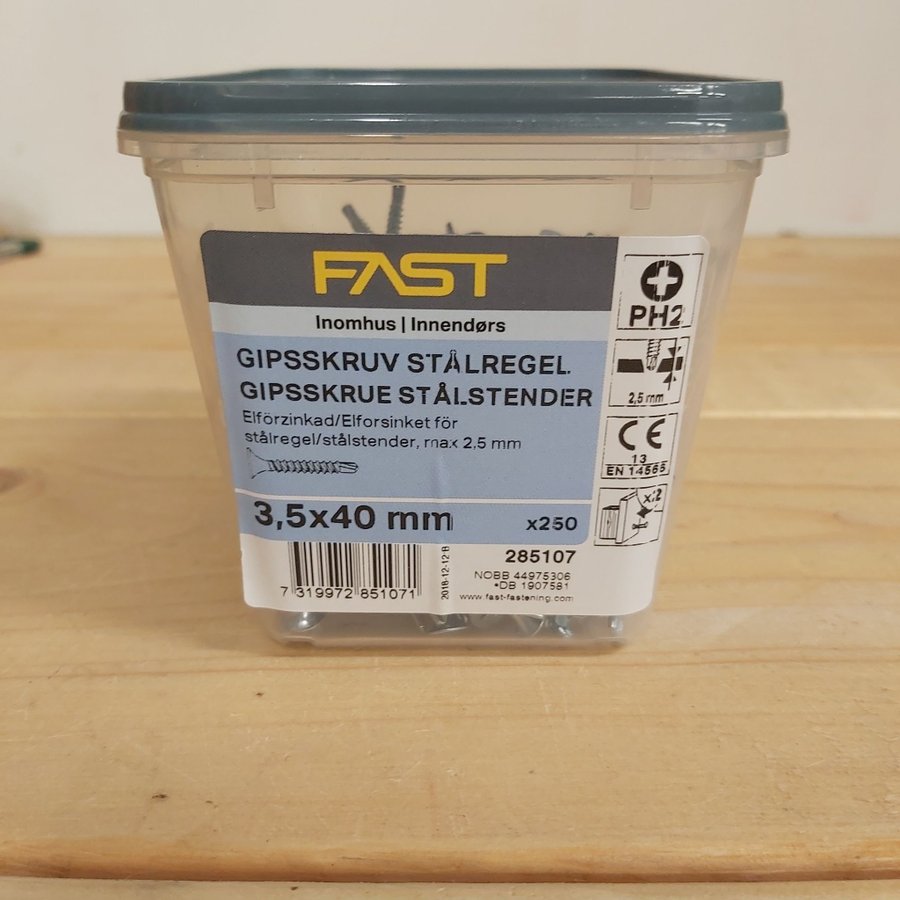 FAST
Inomhus | Innendørs
GIPSSKRUV STÅLREGEL
GIPSSKRUE STÅLSTENDER
Elförzinkad/Elforsinket för
stålregel/stålstender, max 2,5 mm
3,5x40 mm
x250
PH2
2,5 mm
CE
13
EN 14566
x2
285107
NOBB 44975306
DB 1907581
www.fast-fastening.com
7 319972 851071
2018-12-12 B